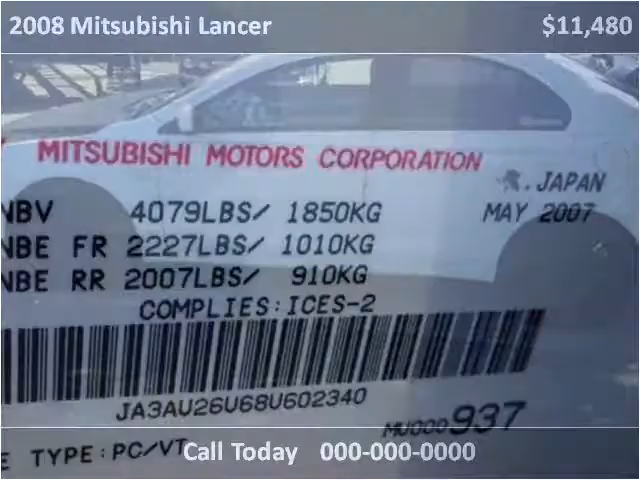 2008 Mitsubishi Lancer $11,480
MITSUBISHI MOTORS CORPORATION
. JAPAN
NBV 4079LBS/ 1850KG MAY 2007
NBE FR 2227LBS/ 1010KG
NBE RR 2007LBS/ 910KG
COMPLIES:ICES-2
JA3AU26U68U602340
MU000937
E TYPE:PC/VT
Call Today 000-000-0000